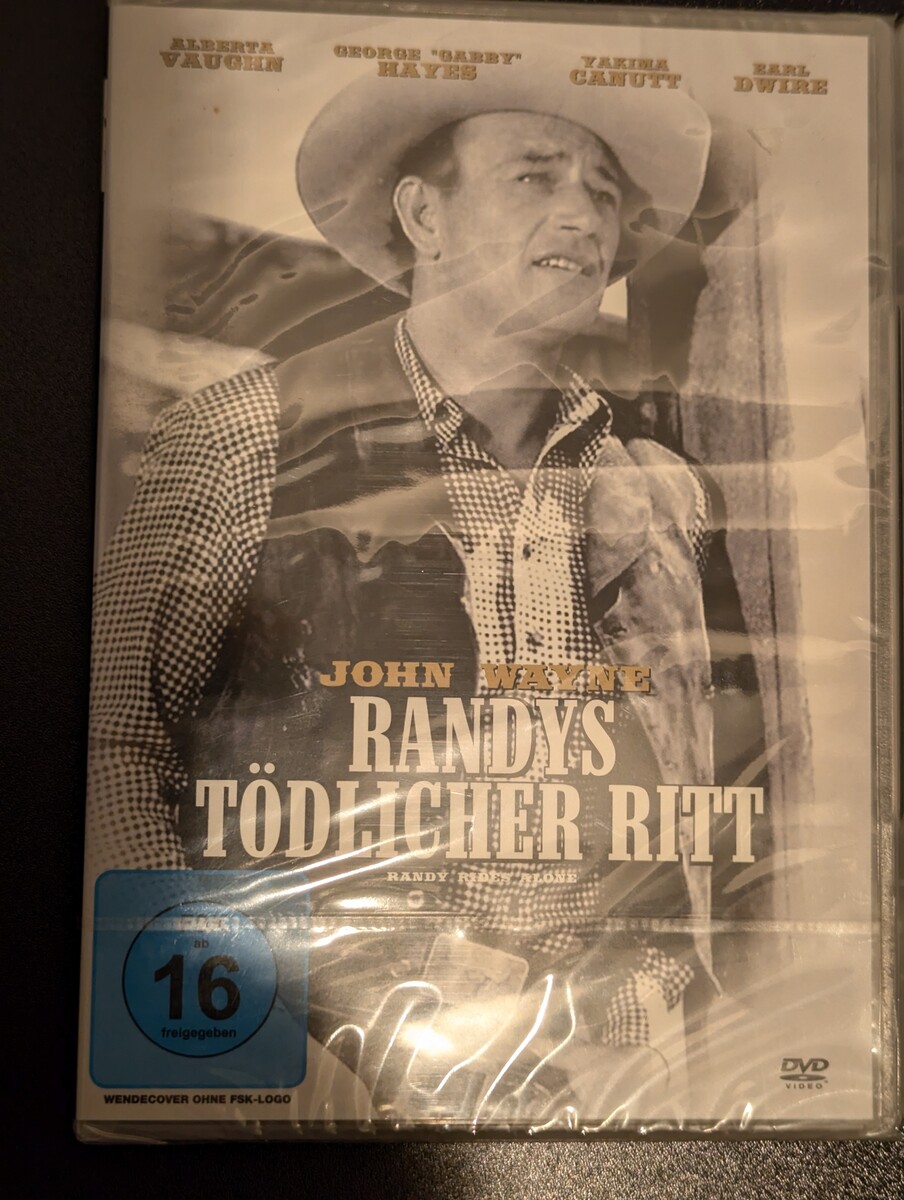 ALBERTA
VAUGHN
GEORGE "GABBY"
HAYES
YAKIMA
CANUTT
EARL
DWIRE
JOHN WAYNE
RANDYS
TÖDLICHER RITT
RANDY RIDES ALONE
ab
16
freigegeben
WENDECOVER OHNE FSK-LOGO
DVD
VIDEO